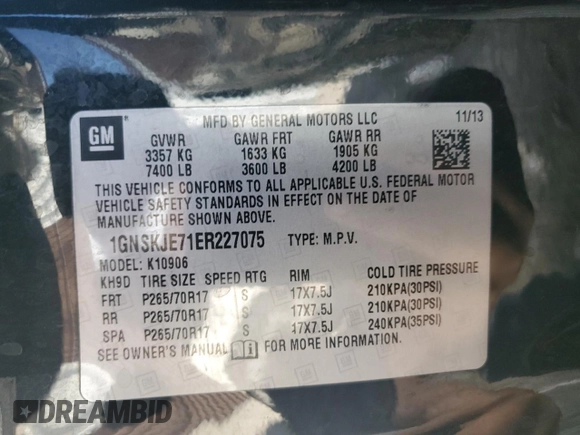 GM
MFD BY GENERAL MOTORS LLC 11/13
GVWR GAWR FRT GAWR RR
3357 KG 1633 KG 1905 KG
7400 LB 3600 LB 4200 LB
THIS VEHICLE CONFORMS TO ALL APPLICABLE U.S. FEDERAL MOTOR
VEHICLE SAFETY STANDARDS IN EFFECT ON THE DATE OF
MANUFACTURE SHOWN ABOVE.
1GNSKJE71ER227075 TYPE: M.P.V.
MODEL: K10906
KH9D TIRE SIZE SPEED RTG RIM COLD TIRE PRESSURE
FRT P265/70R17 S 17X7.5J 210KPA(30PSI)
RR P265/70R17 S 17X7.5J 210KPA(30PSI)
SPA P265/70R17 S 17X7.5J 240KPA(35PSI)
SEE OWNER'S MANUAL FOR MORE INFORMATION.
DREAMBID